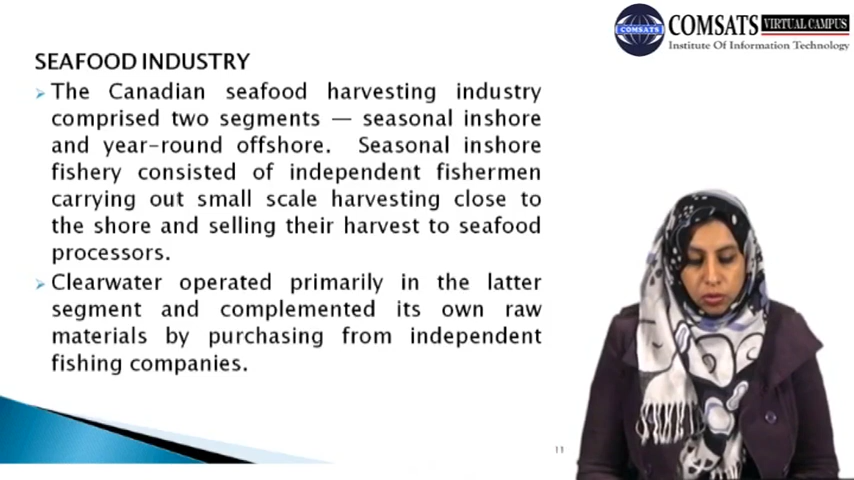 COMSATS VIRTUAL CAMPUS
COMSATS
Institute Of Information Technology
SEAFOOD INDUSTRY
The Canadian seafood harvesting industry
comprised two segments — seasonal inshore
and year-round offshore. Seasonal inshore
fishery consisted of independent fishermen
carrying out small scale harvesting close to
the shore and selling their harvest to seafood
processors.
Clearwater operated primarily in the latter
segment and complemented its own raw
materials by purchasing from independent
fishing companies.
11